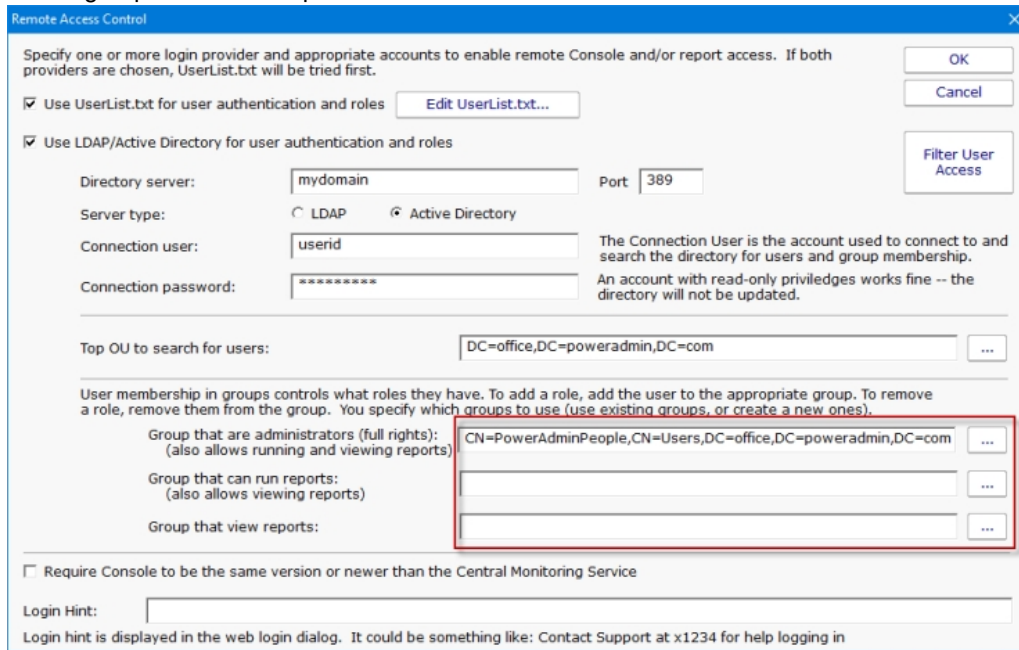 Remote Access Control
Specify one or more login provider and appropriate accounts to enable remote Console and/or report access. If both
providers are chosen, UserList.txt will be tried first.
OK
Cancel
Use UserList.txt for user authentication and roles
Edit UserList.txt...
Use LDAP/Active Directory for user authentication and roles
Filter User
Access
Directory server:
mydomain
Port
389
Server type:
LDAP
Active Directory
Connection user:
userid
The Connection User is the account used to connect to and
search the directory for users and group membership.
Connection password:
*********
An account with read-only priviledges works fine -- the
directory will not be updated.
Top OU to search for users:
DC=office,DC=poweradmin,DC=com
...
User membership in groups controls what roles they have. To add a role, add the user to the appropriate group. To remove
a role, remove them from the group. You specify which groups to use (use existing groups, or create a new ones).
Group that are administrators (full rights):
(also allows running and viewing reports)
CN=PowerAdminPeople,CN=Users,DC=office,DC=poweradmin,DC=com
...
Group that can run reports:
(also allows viewing reports)
...
Group that view reports:
...
Require Console to be the same version or newer than the Central Monitoring Service
Login Hint:
Login hint is displayed in the web login dialog. It could be something like: Contact Support at x1234 for help logging in